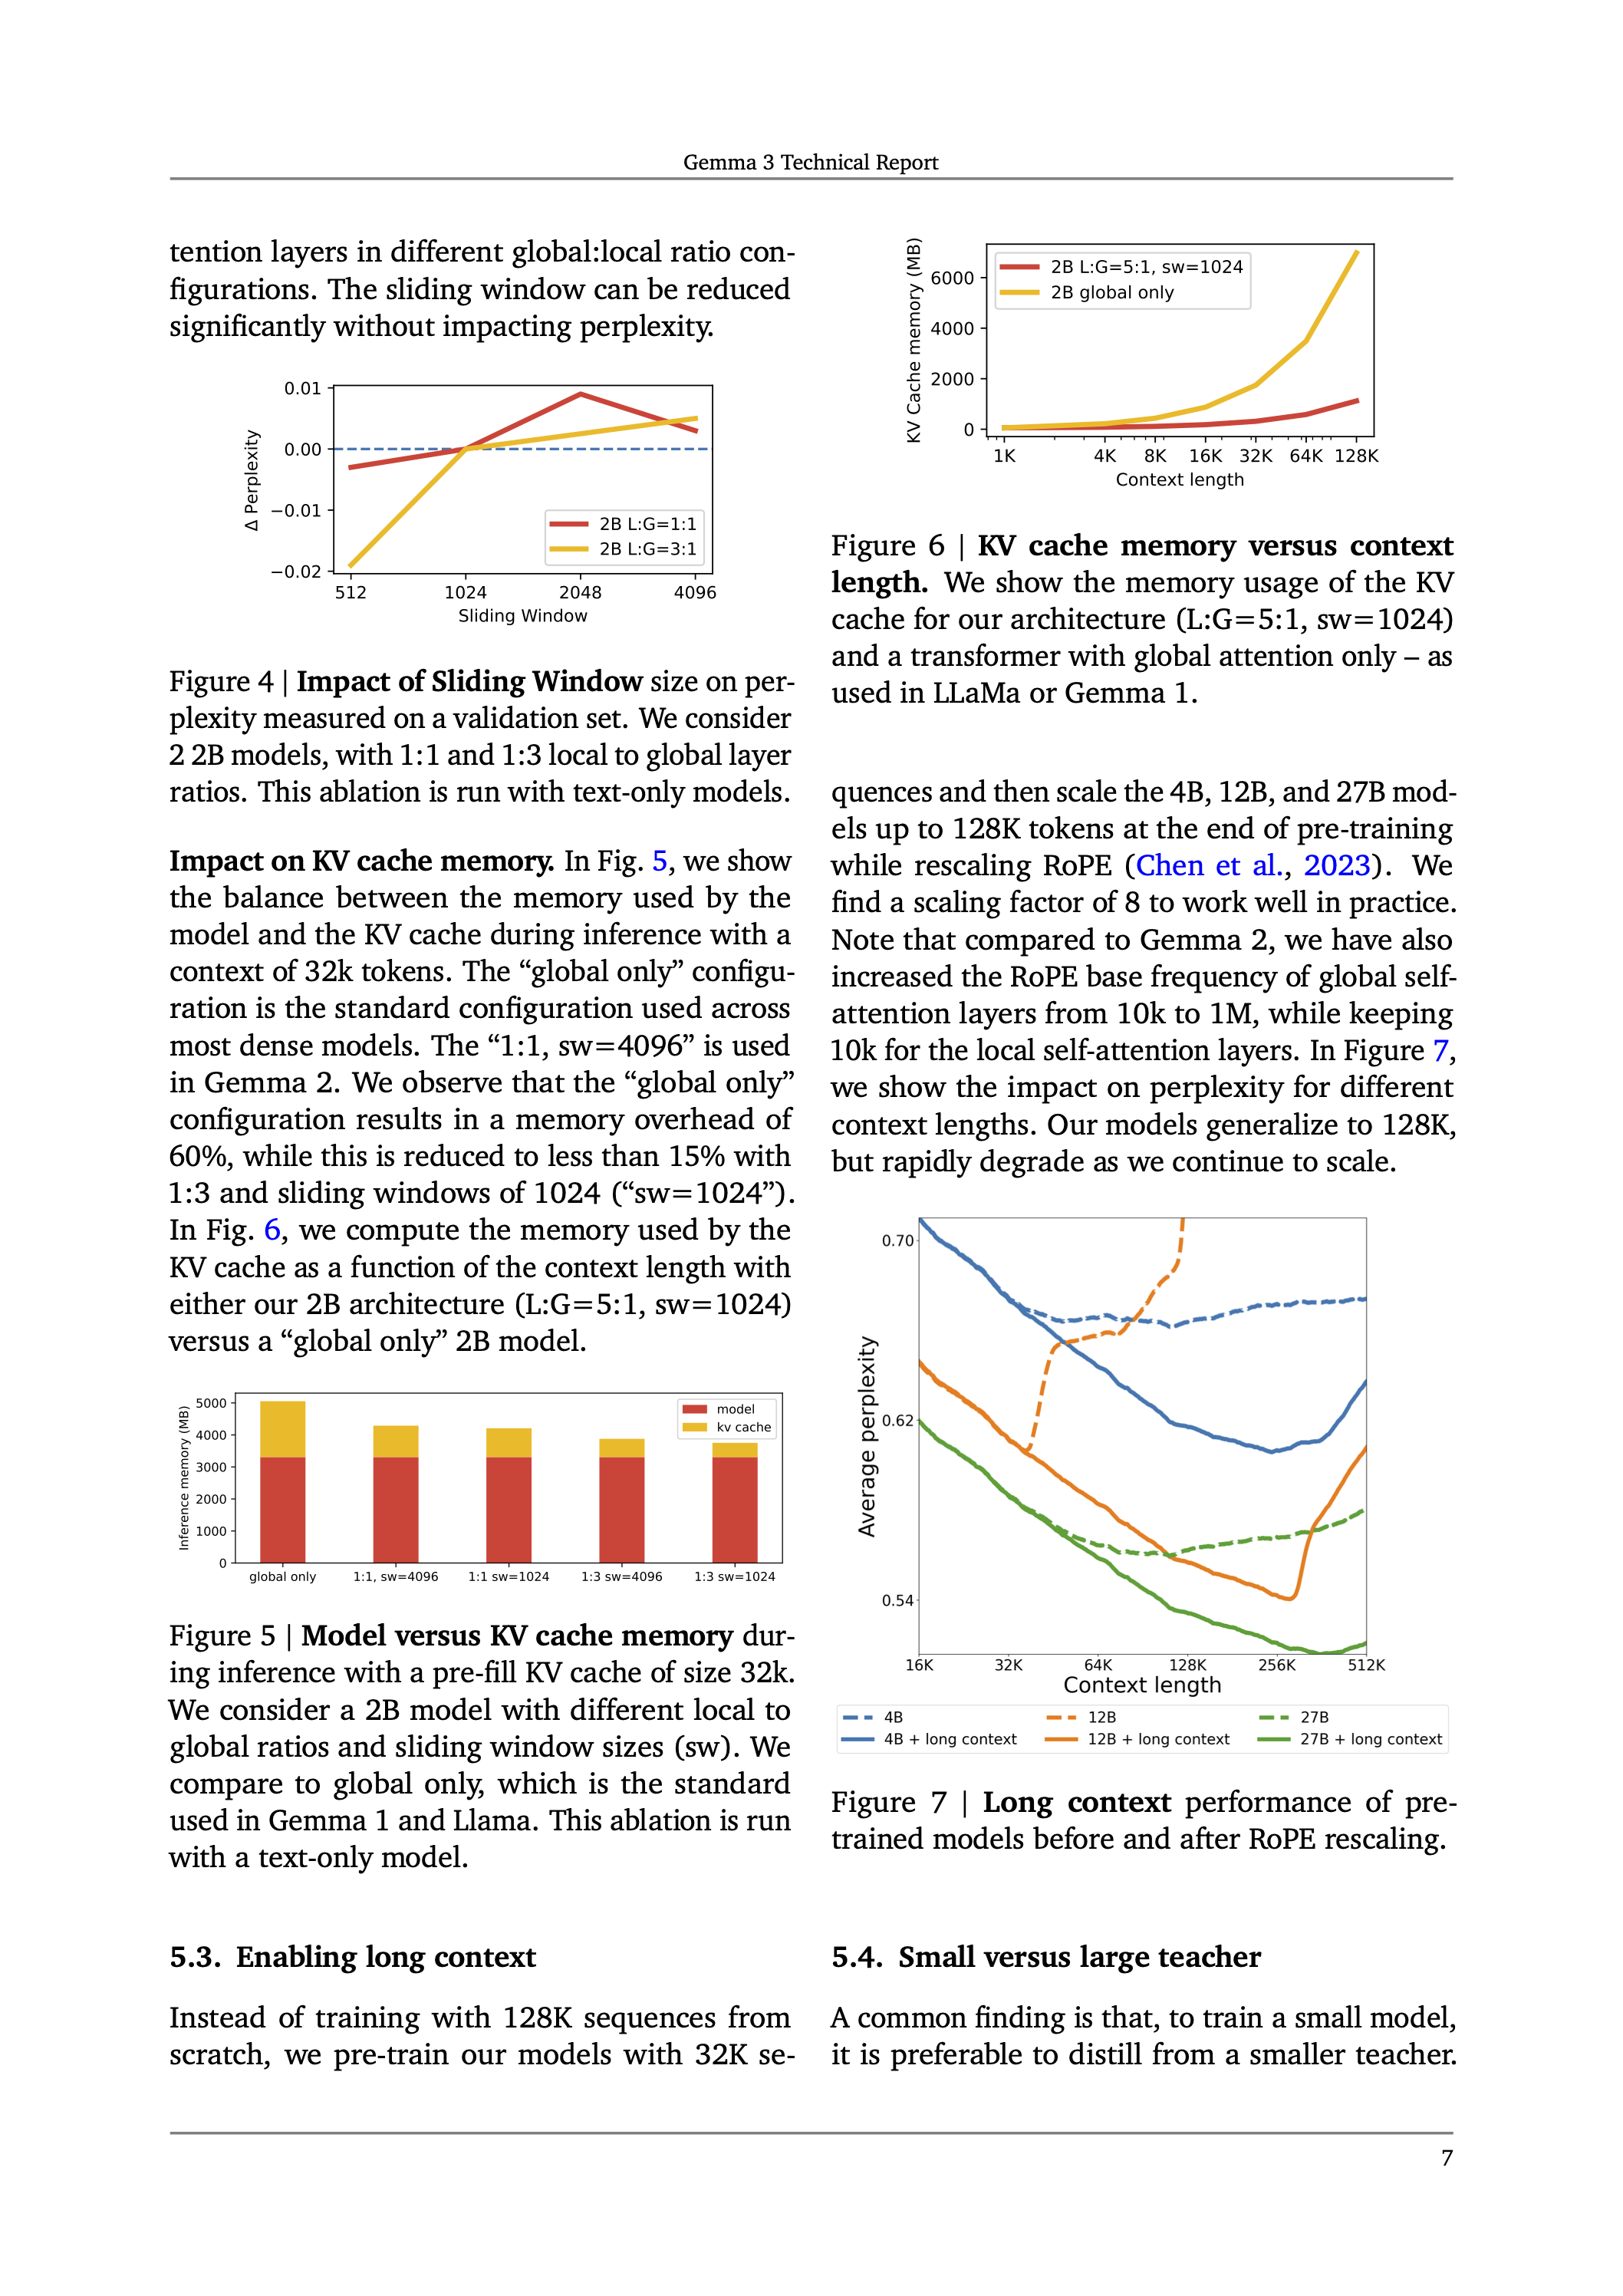 Gemma 3 Technical Report
tention layers in different global:local ratio con-
figurations. The sliding window can be reduced
significantly without impacting perplexity.
0.01
0.00
−0.01
−0.02
Δ Perplexity
2B L:G=1:1
2B L:G=3:1
512 1024 2048 4096
Sliding Window
Figure 4 | Impact of Sliding Window size on per-
plexity measured on a validation set. We consider
2 2B models, with 1:1 and 1:3 local to global layer
ratios. This ablation is run with text-only models.
Impact on KV cache memory. In Fig. 5, we show
the balance between the memory used by the
model and the KV cache during inference with a
context of 32k tokens. The “global only” configu-
ration is the standard configuration used across
most dense models. The “1:1, sw=4096” is used
in Gemma 2. We observe that the “global only”
configuration results in a memory overhead of
60%, while this is reduced to less than 15% with
1:3 and sliding windows of 1024 (“sw=1024”).
In Fig. 6, we compute the memory used by the
KV cache as a function of the context length with
either our 2B architecture (L:G=5:1, sw=1024)
versus a “global only” 2B model.
5000
4000
3000
2000
1000
0
Inference memory (MB)
model
kv cache
global only 1:1, sw=4096 1:1 sw=1024 1:3 sw=4096 1:3 sw=1024
Figure 5 | Model versus KV cache memory dur-
ing inference with a pre-fill KV cache of size 32k.
We consider a 2B model with different local to
global ratios and sliding window sizes (sw). We
compare to global only, which is the standard
used in Gemma 1 and Llama. This ablation is run
with a text-only model.
5.3. Enabling long context
Instead of training with 128K sequences from
scratch, we pre-train our models with 32K se-
6000
4000
2000
0
KV Cache memory (MB)
2B L:G=5:1, sw=1024
2B global only
1K 4K 8K 16K 32K 64K 128K
Context length
Figure 6 | KV cache memory versus context
length. We show the memory usage of the KV
cache for our architecture (L:G=5:1, sw=1024)
and a transformer with global attention only – as
used in LLaMa or Gemma 1.
quences and then scale the 4B, 12B, and 27B mod-
els up to 128K tokens at the end of pre-training
while rescaling RoPE (Chen et al., 2023). We
find a scaling factor of 8 to work well in practice.
Note that compared to Gemma 2, we have also
increased the RoPE base frequency of global self-
attention layers from 10k to 1M, while keeping
10k for the local self-attention layers. In Figure 7,
we show the impact on perplexity for different
context lengths. Our models generalize to 128K,
but rapidly degrade as we continue to scale.
0.70
0.62
0.54
Average perplexity
16K 32K 64K 128K 256K 512K
Context length
4B 12B 27B
4B + long context 12B + long context 27B + long context
Figure 7 | Long context performance of pre-
trained models before and after RoPE rescaling.
5.4. Small versus large teacher
A common finding is that, to train a small model,
it is preferable to distill from a smaller teacher.
7